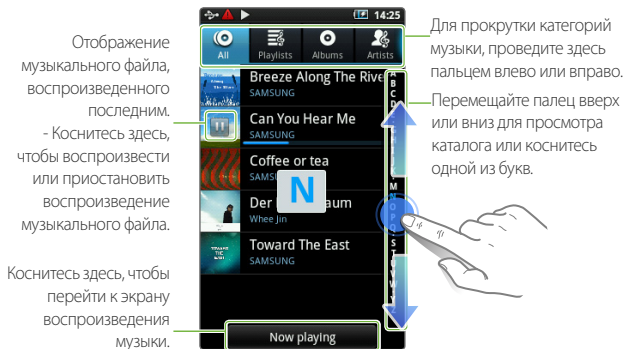 Отображение
музыкального файла,
воспроизведенного
последним.
- Коснитесь здесь,
чтобы воспроизвести
или приостановить
воспроизведение
музыкального файла.
Коснитесь здесь, чтобы
перейти к экрану
воспроизведения
музыки.
14:25
All Playlists Albums Artists
Breeze Along The Rive
SAMSUNG
Can You Hear Me
SAMSUNG
Coffee or tea
N
Der
Whee Jin
Toward The East
SAMSUNG
A
B
C
D
M
N
O
P
Q
S
T
U
V
W
Now playing
Для прокрутки категорий
музыки, проведите здесь
пальцем влево или вправо.
Перемещайте палец вверх
или вниз для просмотра
каталога или коснитесь
одной из букв.